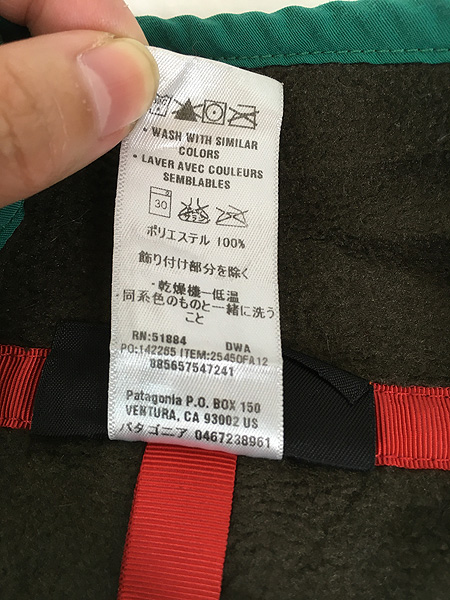 • WASH WITH SIMILAR
COLORS
• LAVER AVEC COULEURS
SEMBLABLES
30
ポリエステル 100%
飾り付け部分を除く
・乾燥機一低温
・同系色のものと一緒に洗う
こと
RN:51884 DWA
PO:142265 ITEM:25450FA12
885657547241
Patagonia P.O. BOX 150
VENTURA, CA 93002 US
パタゴニア 0467238961